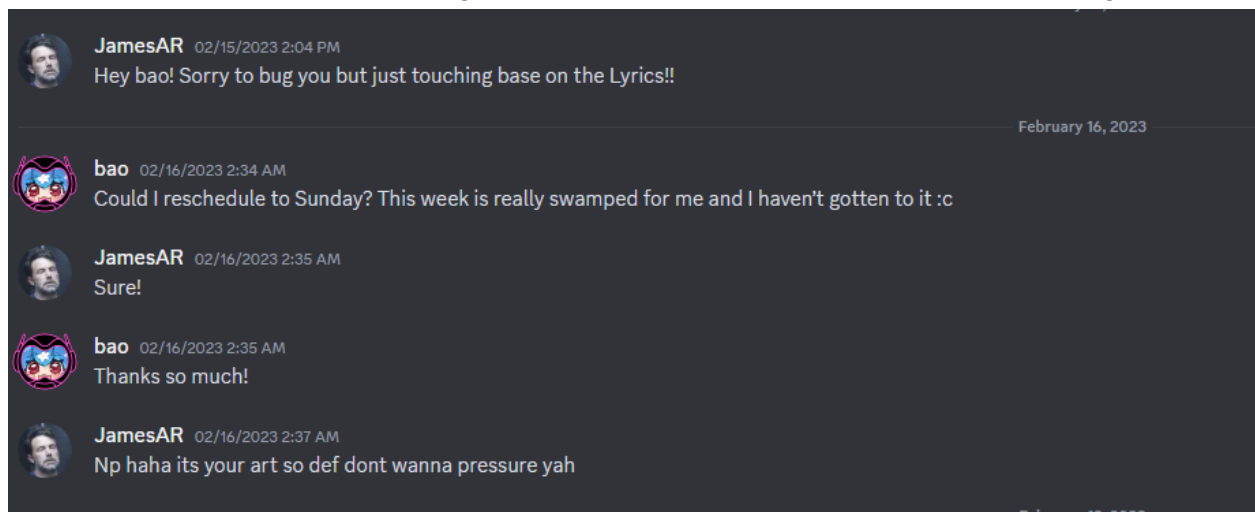 JamesAR 02/15/2023 2:04 PM
Hey bao! Sorry to bug you but just touching base on the Lyrics!!
February 16, 2023
bao 02/16/2023 2:34 AM
Could I reschedule to Sunday? This week is really swamped for me and I haven't gotten to it :c
JamesAR 02/16/2023 2:35 AM
Sure!
bao 02/16/2023 2:35 AM
Thanks so much!
JamesAR 02/16/2023 2:37 AM
Np haha its your art so def dont wanna pressure yah